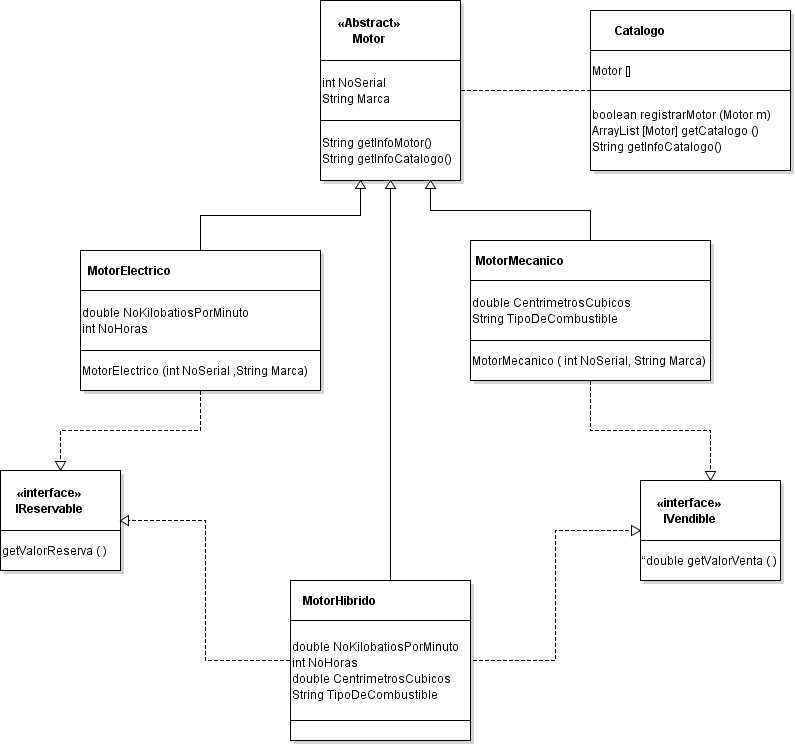 «Abstract»
Motor
int NoSerial
String Marca
String getInfoMotor()
String getInfoCatalogo()
Catalogo
Motor []
boolean registrarMotor (Motor m)
ArrayList [Motor] getCatalogo ()
String getInfoCatalogo()
MotorElectrico
double NoKilobatiosPorMinuto
int NoHoras
MotorElectrico (int NoSerial ,String Marca)
MotorMecanico
double CentrimetrosCubicos
String TipoDeCombustible
MotorMecanico ( int NoSerial, String Marca)
«interface»
IReservable
getValorReserva ( )
«interface»
IVendible
"double getValorVenta ( )
MotorHibrido
double NoKilobatiosPorMinuto
int NoHoras
double CentrimetrosCubicos
String TipoDeCombustible